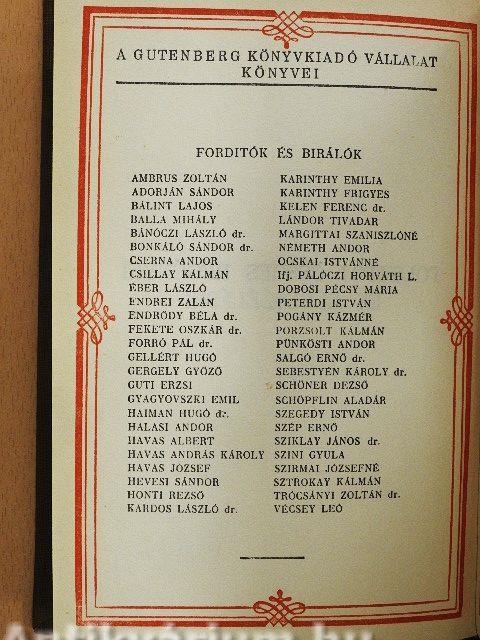 A GUTENBERG KÖNYVKIADÓ VÁLLALAT
KÖNYVEI
FORDITÓK ÉS BIRÁLÓK
AMBRUS ZOLTÁN
ADORJÁN SÁNDOR
BÁLINT LAJOS
BALLA MIHÁLY
BÁNÓCZI LÁSZLÓ dr.
BONKÁLÓ SÁNDOR dr.
CSERNA ANDOR
CSILLAY KÁLMÁN
ÉBER LÁSZLÓ
ENDREI ZALÁN
ENDRŐDY BÉLA dr.
FEKETE OSZKÁR dr.
FORRÓ PÁL dr.
GELLÉRT HUGÓ
GERGELY GYŐZŐ
GUTI ERZSI
GYAGYOVSZKI EMIL
HAIMAN HUGÓ dr.
HALASI ANDOR
HAVAS ALBERT
HAVAS ANDRÁS KÁROLY
HAVAS JÓZSEF
HEVESI SÁNDOR
HONTI REZSŐ
KARDOS LÁSZLÓ dr.
KARINTHY EMILIA
KARINTHY FRIGYES
KELEN FERENC dr.
LÁNDOR TIVADAR
MARGITTAI SZANISZLÓNÉ
NÉMETH ANDOR
OCSKAI ISTVÁNNÉ
Ifj. PÁLÓCZI HORVÁTH L.
DOBOSI PÉCSY MÁRIA
PETERDI ISTVÁN
POGÁNY KÁZMÉR
PORZSOLT KÁLMÁN
PÜNKÖSTI ANDOR
SALGÓ ERNŐ dr.
SEBESTYÉN KÁROLY dr.
SCHÖNER DEZSŐ
SCHÖPFLIN ALADÁR
SZEGEDY ISTVÁN
SZÉP ERNŐ
SZIKLAY JÁNOS dr.
SZINI GYULA
SZIRMAI JÓZSEFNÉ
SZTROKAY KÁLMÁN
TRÓCSÁNYI ZOLTÁN dr.
VÉCSEY LEÓ
Antikvárium.hu